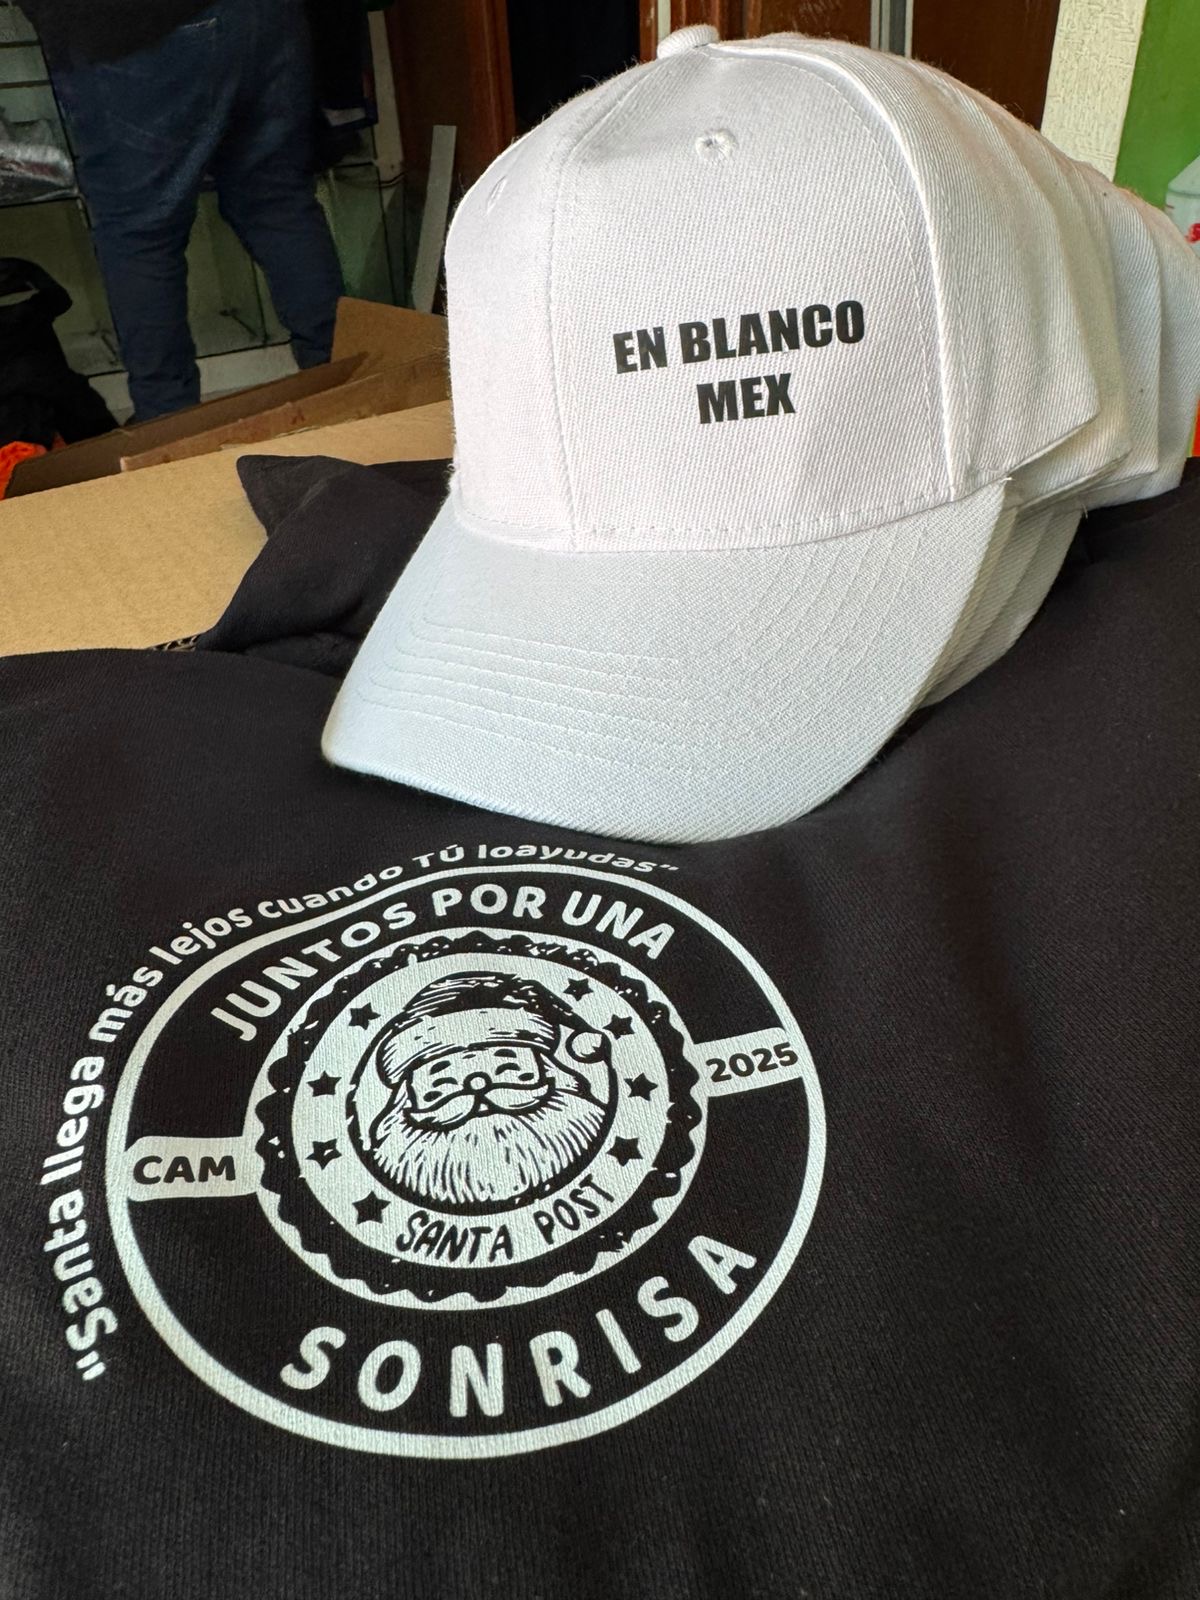 EN BLANCO
MEX
"Santa llega más lejos cuando TÚ loayudas"
JUNTOS POR UNA
CAM
2025
SANTA POST
SONRISA